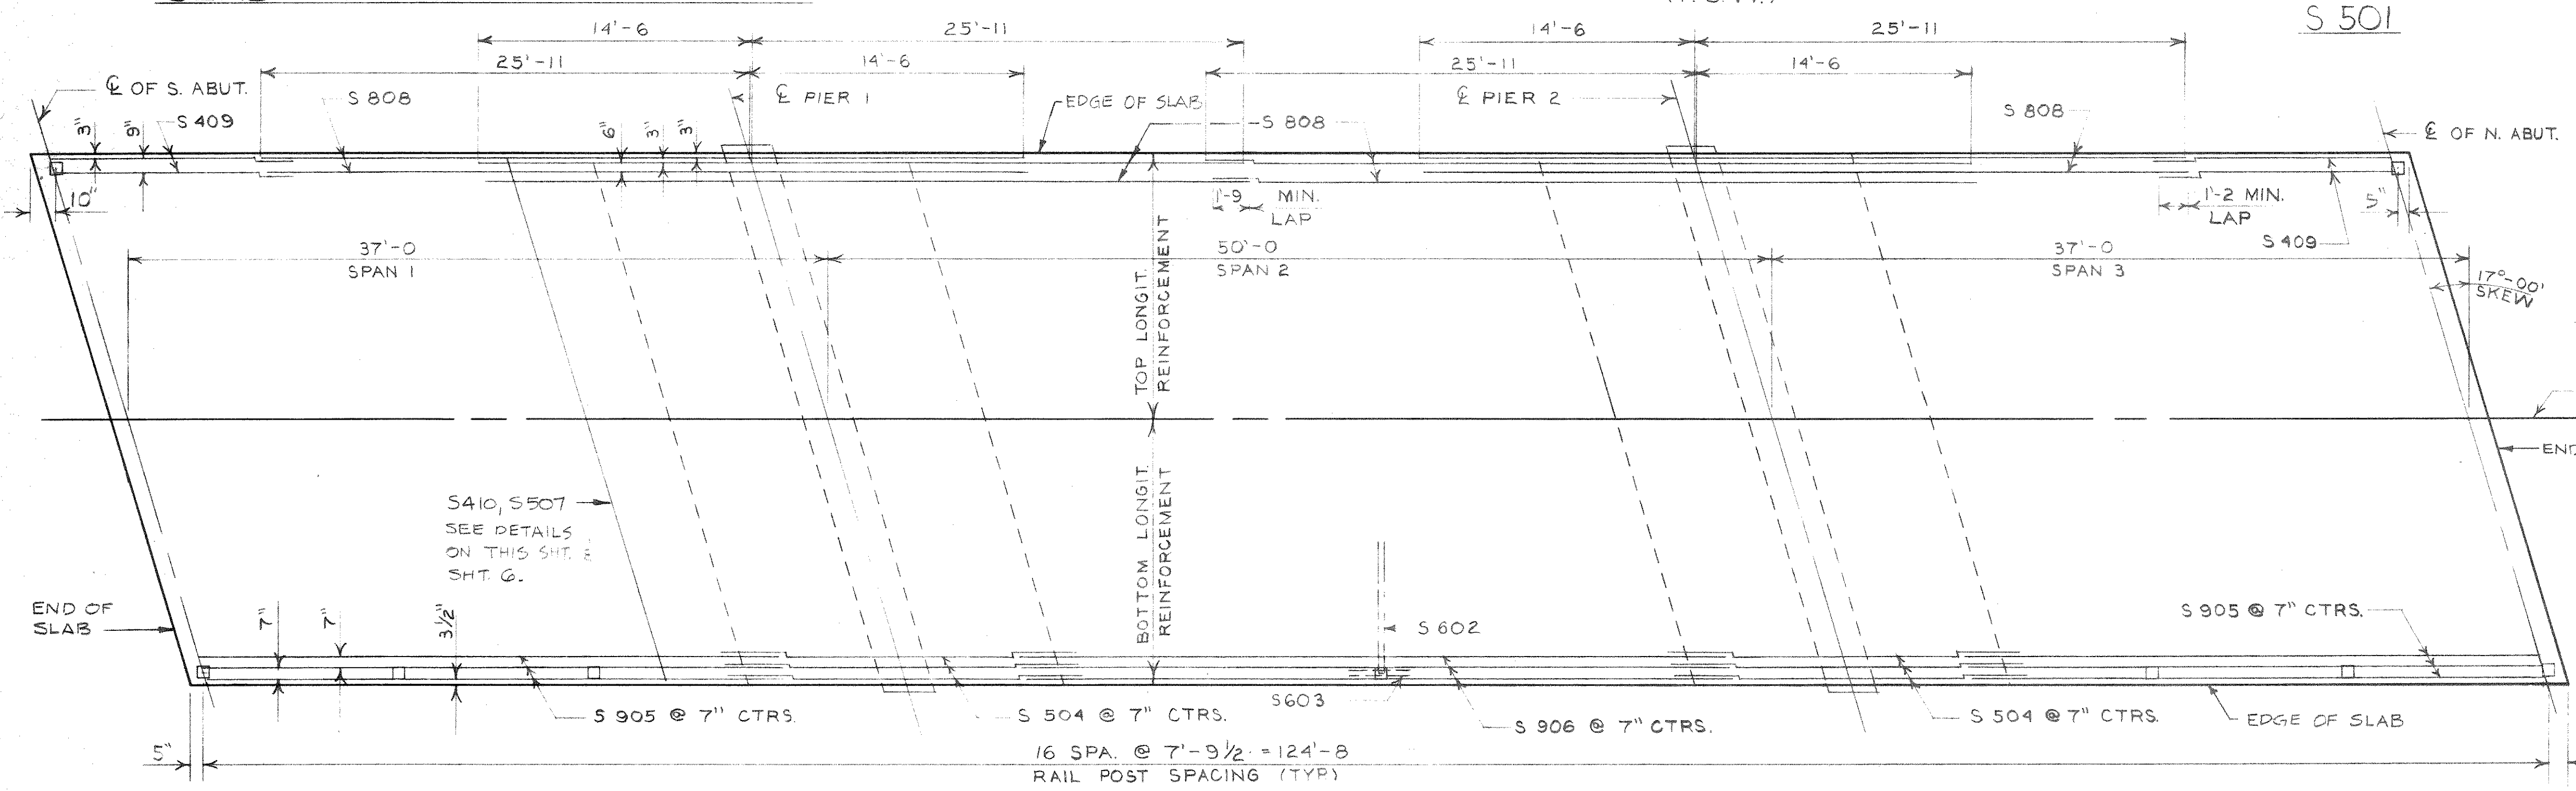 S 501
14'-6
25'-11
14'-6
25'-11
25'-11
14'-6
25'-11
14'-6
℄ OF S. ABUT.
S 808
℄ PIER 1
EDGE OF SLAB
℄ PIER 2
S 808
3"
9"
S 409
6"
3"
3"
S 808
℄ OF N. ABUT.
10"
1'-9 MIN.
LAP
1'-2 MIN.
LAP
5"
S 409
37'-0
SPAN 1
50'-0
SPAN 2
37'-0
SPAN 3
17°-00'
SKEW
TOP LONGIT.
REINFORCEMENT
BOTTOM LONGIT.
REINFORCEMENT
END
S410, S507
SEE DETAILS
ON THIS SHT. &
SHT. 6.
END OF
SLAB
7"
7"
3 1/2"
S 602
S 905 @ 7" CTRS.
S603
S 905 @ 7" CTRS.
S 504 @ 7" CTRS.
S 906 @ 7" CTRS.
S 504 @ 7" CTRS.
EDGE OF SLAB
5"
16 SPA. @ 7'-9 1/2 = 124'-8
RAIL POST SPACING (TYP)